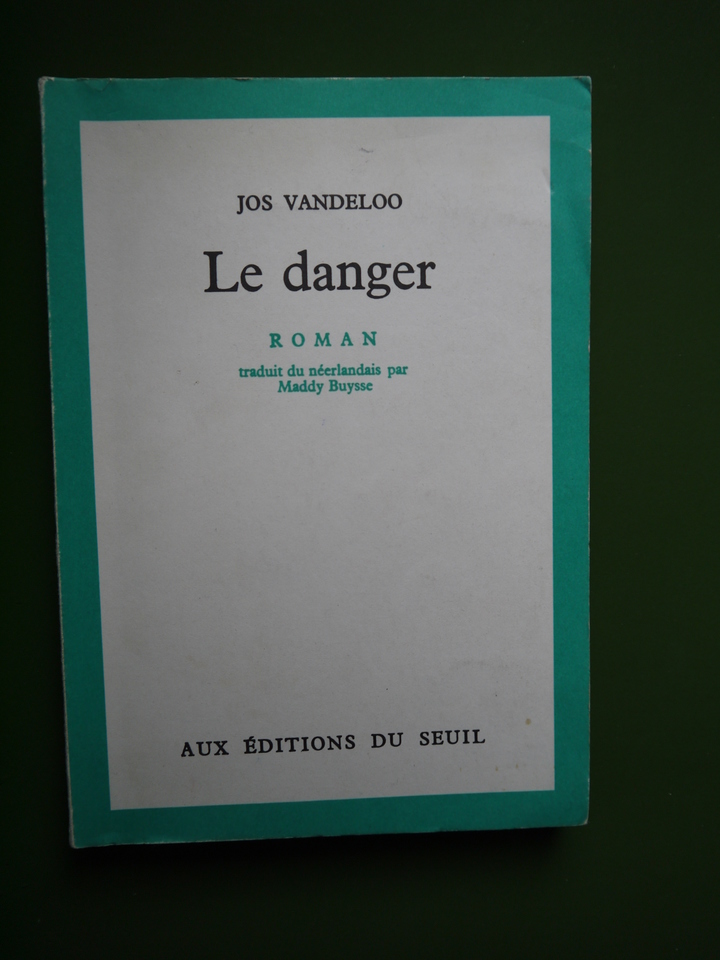 JOS VANDELOO
Le danger
ROMAN
traduit du néerlandais par
Maddy Buysse
AUX ÉDITIONS DU SEUIL